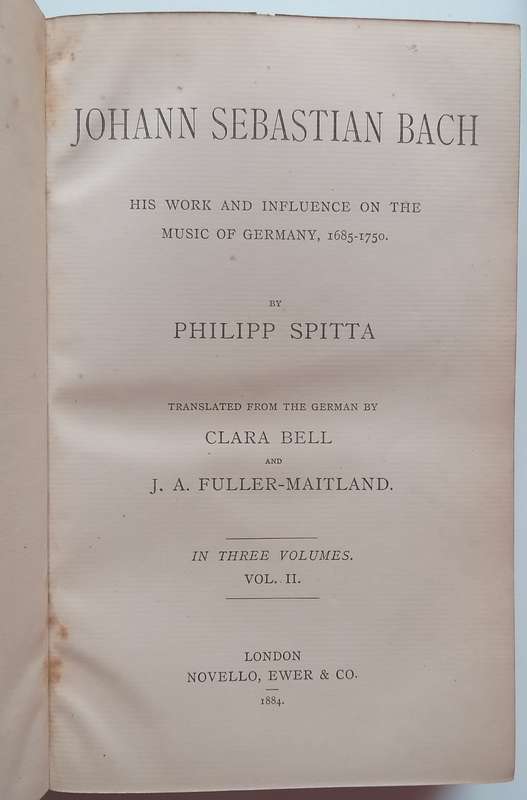 JOHANN SEBASTIAN BACH
HIS WORK AND INFLUENCE ON THE
MUSIC OF GERMANY, 1685-1750.
BY
PHILIPP SPITTA
TRANSLATED FROM THE GERMAN BY
CLARA BELL
AND
J. A. FULLER-MAITLAND.
IN THREE VOLUMES.
VOL. II.
LONDON
NOVELLO, EWER & CO.
1884.